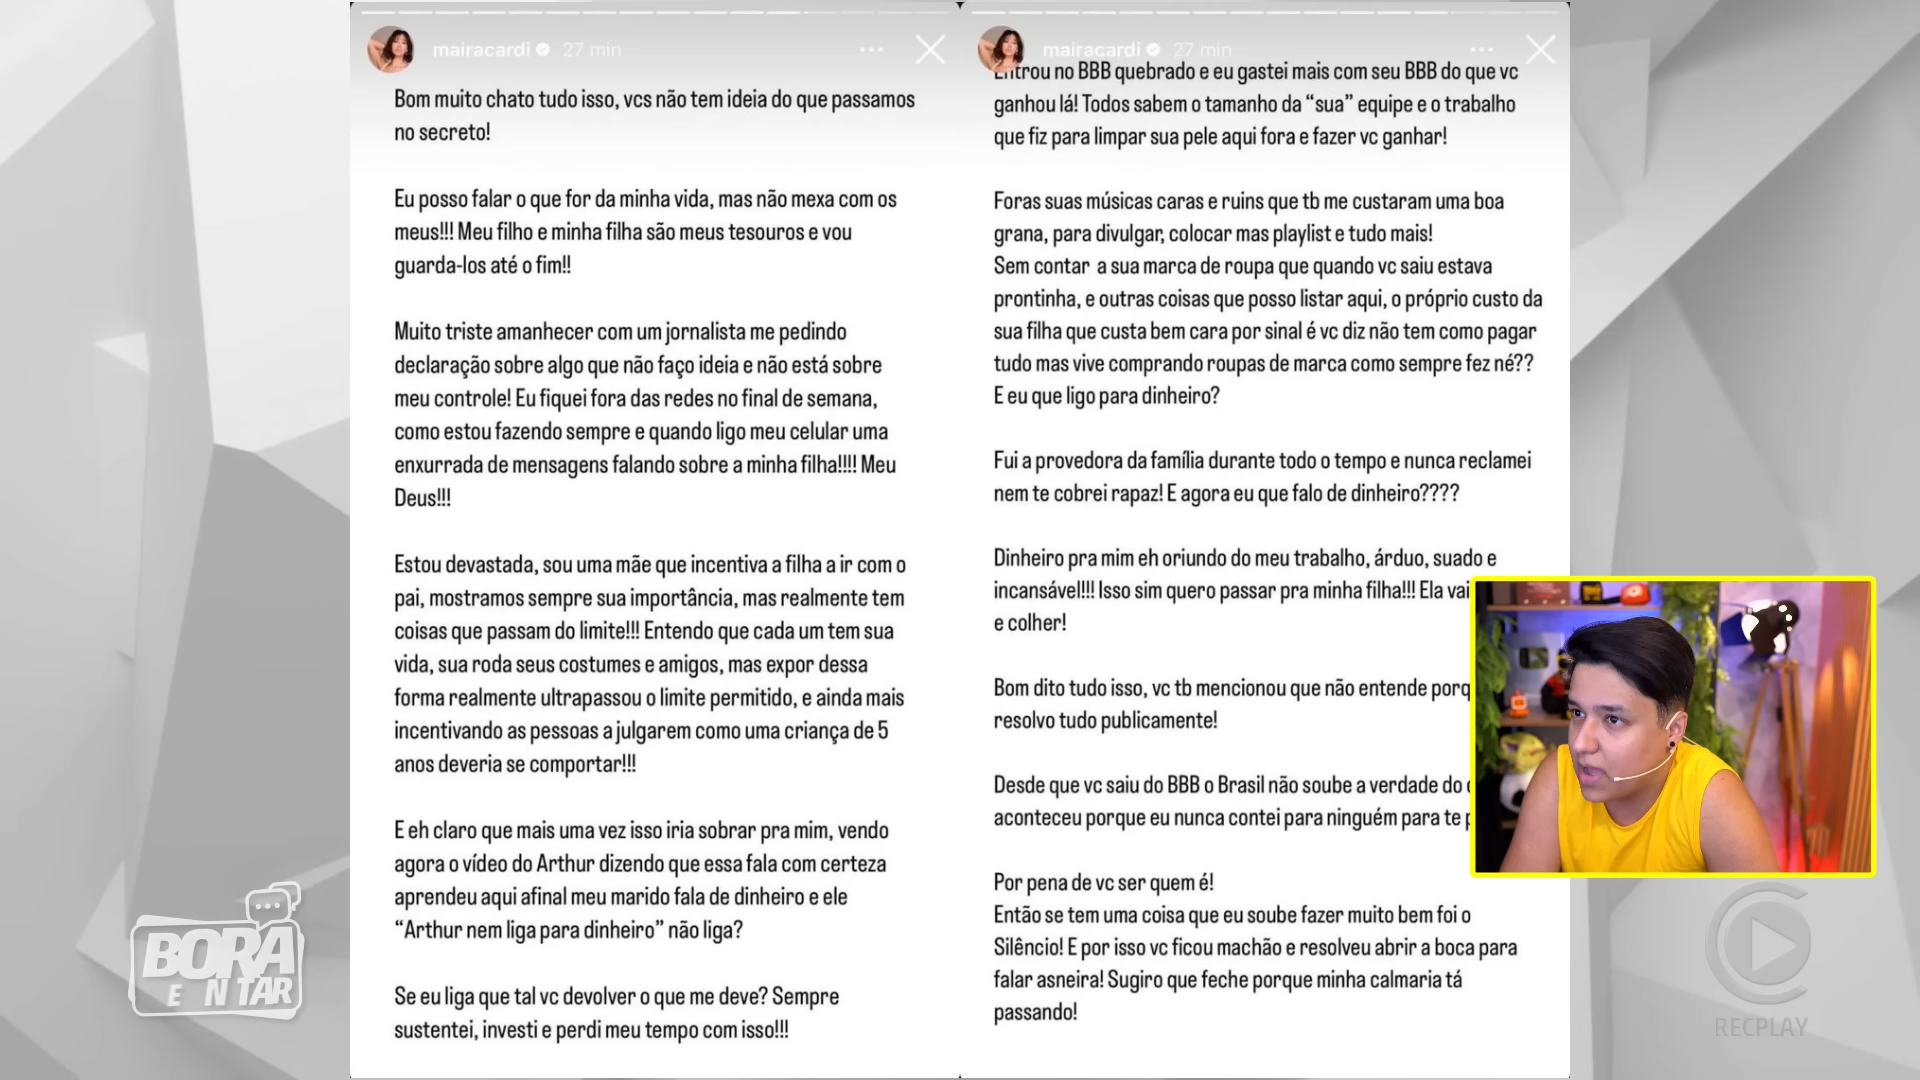 mairacardi 27 min
Bom muito chato tudo isso, vcs não tem ideia do que passamos
no secreto!
Eu posso falar o que for da minha vida, mas não mexa com os
meus!!! Meu filho e minha filha são meus tesouros e vou
guarda-los até o fim!!
Muito triste amanhecer com um jornalista me pedindo
declaração sobre algo que não faço ideia e não está sobre
meu controle! Eu fiquei fora das redes no final de semana,
como estou fazendo sempre e quando ligo meu celular uma
enxurrada de mensagens falando sobre a minha filha!!!! Meu
Deus!!!
Estou devastada, sou uma mãe que incentiva a filha a ir com o
pai, mostramos sempre sua importância, mas realmente tem
coisas que passam do limite!!! Entendo que cada um tem sua
vida, sua roda seus costumes e amigos, mas expor dessa
forma realmente ultrapassou o limite permitido, e ainda mais
incentivando as pessoas a julgarem como uma criança de 5
anos deveria se comportar!!!
E eh claro que mais uma vez isso iria sobrar pra mim, vendo
agora o vídeo do Arthur dizendo que essa fala com certeza
aprendeu aqui afinal meu marido fala de dinheiro e ele
“Arthur nem liga para dinheiro” não liga?
Se eu liga que tal vc devolver o que me deve? Sempre
sustentei, investi e perdi meu tempo com isso!!!
mairacardi 27 min
Entrou no BBB quebrado e eu gastei mais com seu BBB do que vc
ganhou lá! Todos sabem o tamanho da “sua” equipe e o trabalho
que fiz para limpar sua pele aqui fora e fazer vc ganhar!
Foras suas músicas caras e ruins que tb me custaram uma boa
grana, para divulgar, colocar mas playlist e tudo mais!
Sem contar a sua marca de roupa que quando vc saiu estava
prontinha, e outras coisas que posso listar aqui, o próprio custo da
sua filha que custa bem cara por sinal é vc diz não tem como pagar
tudo mas vive comprando roupas de marca como sempre fez né??
E eu que ligo para dinheiro?
Fui a provedora da família durante todo o tempo e nunca reclamei
nem te cobrei rapaz! E agora eu que falo de dinheiro????
Dinheiro pra mim eh oriundo do meu trabalho, árduo, suado e
incansável!!!! Isso sim quero passar pra minha filha!!! Ela vai
e colher!
Bom dito tudo isso, vc tb mencionou que não entende porq
resolvo tudo publicamente!
Desde que vc saiu do BBB o Brasil não soube a verdade do
aconteceu porque eu nunca contei para ninguém para te
Por pena de vc ser quem é!
Então se tem uma coisa que eu soube fazer muito bem foi o
Silêncio! E por isso vc ficou machão e resolveu abrir a boca para
falar asneira! Sugiro que feche porque minha calmaria tá
passando!
BORA
E N TAR
RECPLAY